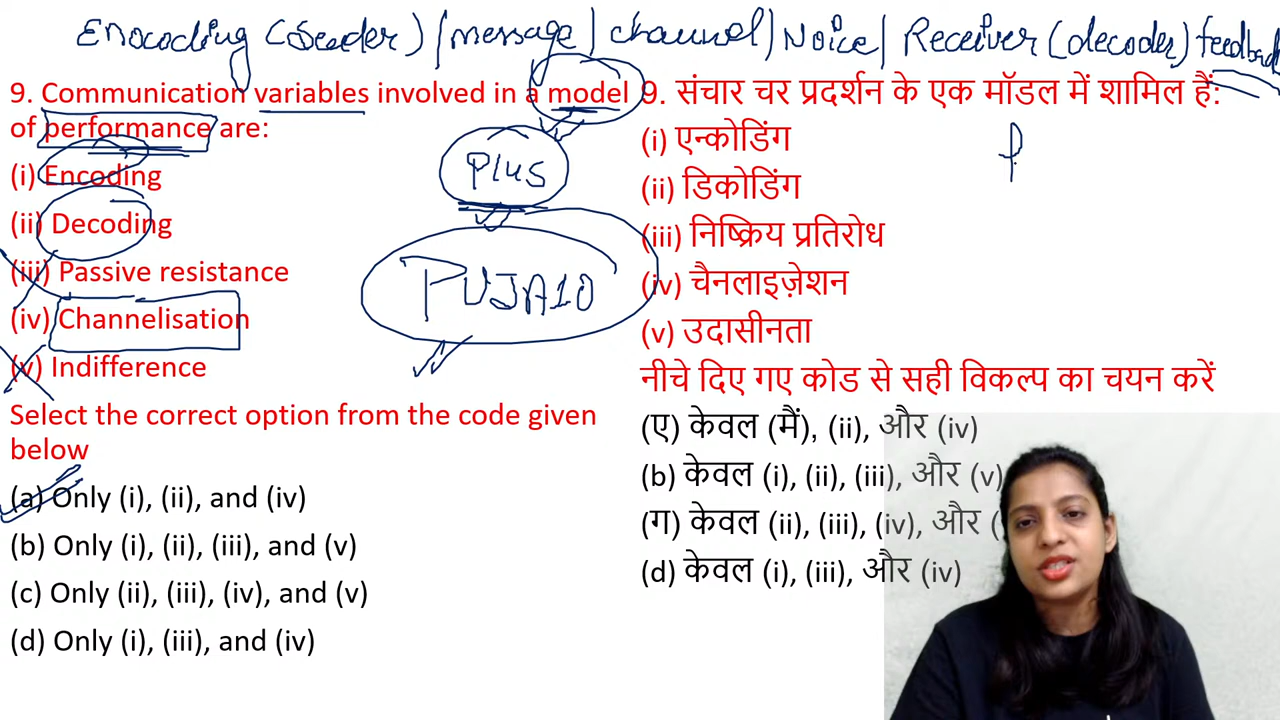 Enocoding (Seeder) / message / channel / Noice / Receiver (decoder) feedback
9. Communication variables involved in a model
of performance are:
(i) Encoding
(ii) Decoding
(iii) Passive resistance
(iv) Channelisation
(v) Indifference
Select the correct option from the code given
below
(a) Only (i), (ii), and (iv)
(b) Only (i), (ii), (iii), and (v)
(c) Only (ii), (iii), (iv), and (v)
(d) Only (i), (iii), and (iv)
Plus
PUJA10
9. संचार चर प्रदर्शन के एक मॉडल में शामिल हैं:
(i) एन्कोडिंग
(ii) डिकोडिंग
(iii) निष्क्रिय प्रतिरोध
(iv) चैनलाइज़ेशन
(v) उदासीनता
नीचे दिए गए कोड से सही विकल्प का चयन करें
(ए) केवल (मैं), (ii), और (iv)
(b) केवल (i), (ii), (iii), और (v)
(ग) केवल (ii), (iii), (iv), और (
(d) केवल (i), (iii), और (iv)